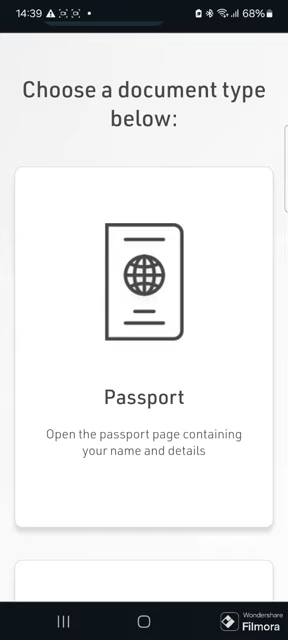 14:39
68%
Choose a document type
below:
Passport
Open the passport page containing
your name and details
Wondershare
Filmora